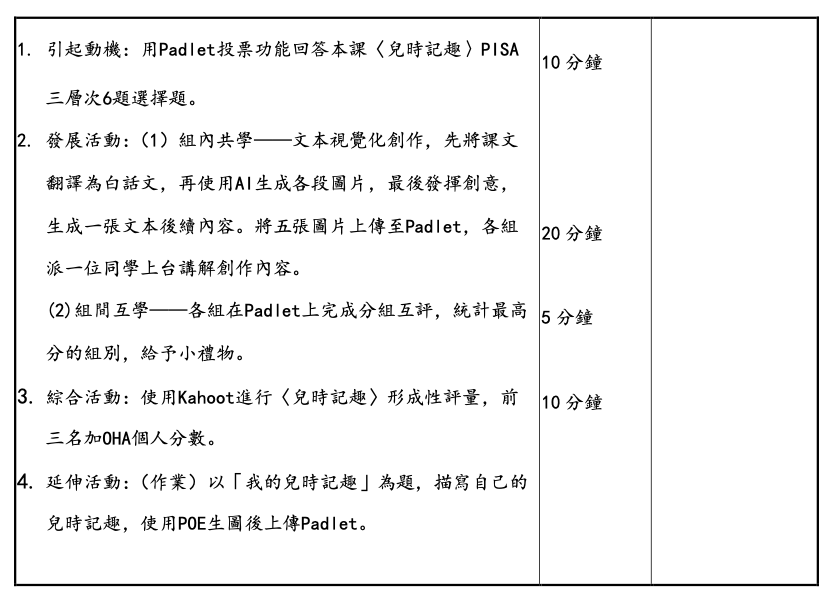 1. 引起動機：用Padlet投票功能回答本課〈兒時記趣〉PISA
10 分鐘
三層次6題選擇題。
2. 發展活動：（1）組內共學——文本視覺化創作，先將課文
翻譯為白話文，再使用AI生成各段圖片，最後發揮創意，
生成一張文本後續內容。將五張圖片上傳至Padlet，各組
20 分鐘
派一位同學上台講解創作內容。
(2)組間互學——各組在Padlet上完成分組互評，統計最高
5 分鐘
分的組別，給予小禮物。
3. 綜合活動：使用Kahoot進行〈兒時記趣〉形成性評量，前
10 分鐘
三名加OHA個人分數。
4. 延伸活動：（作業）以「我的兒時記趣」為題，描寫自己的
兒時記趣，使用POE生圖後上傳Padlet。